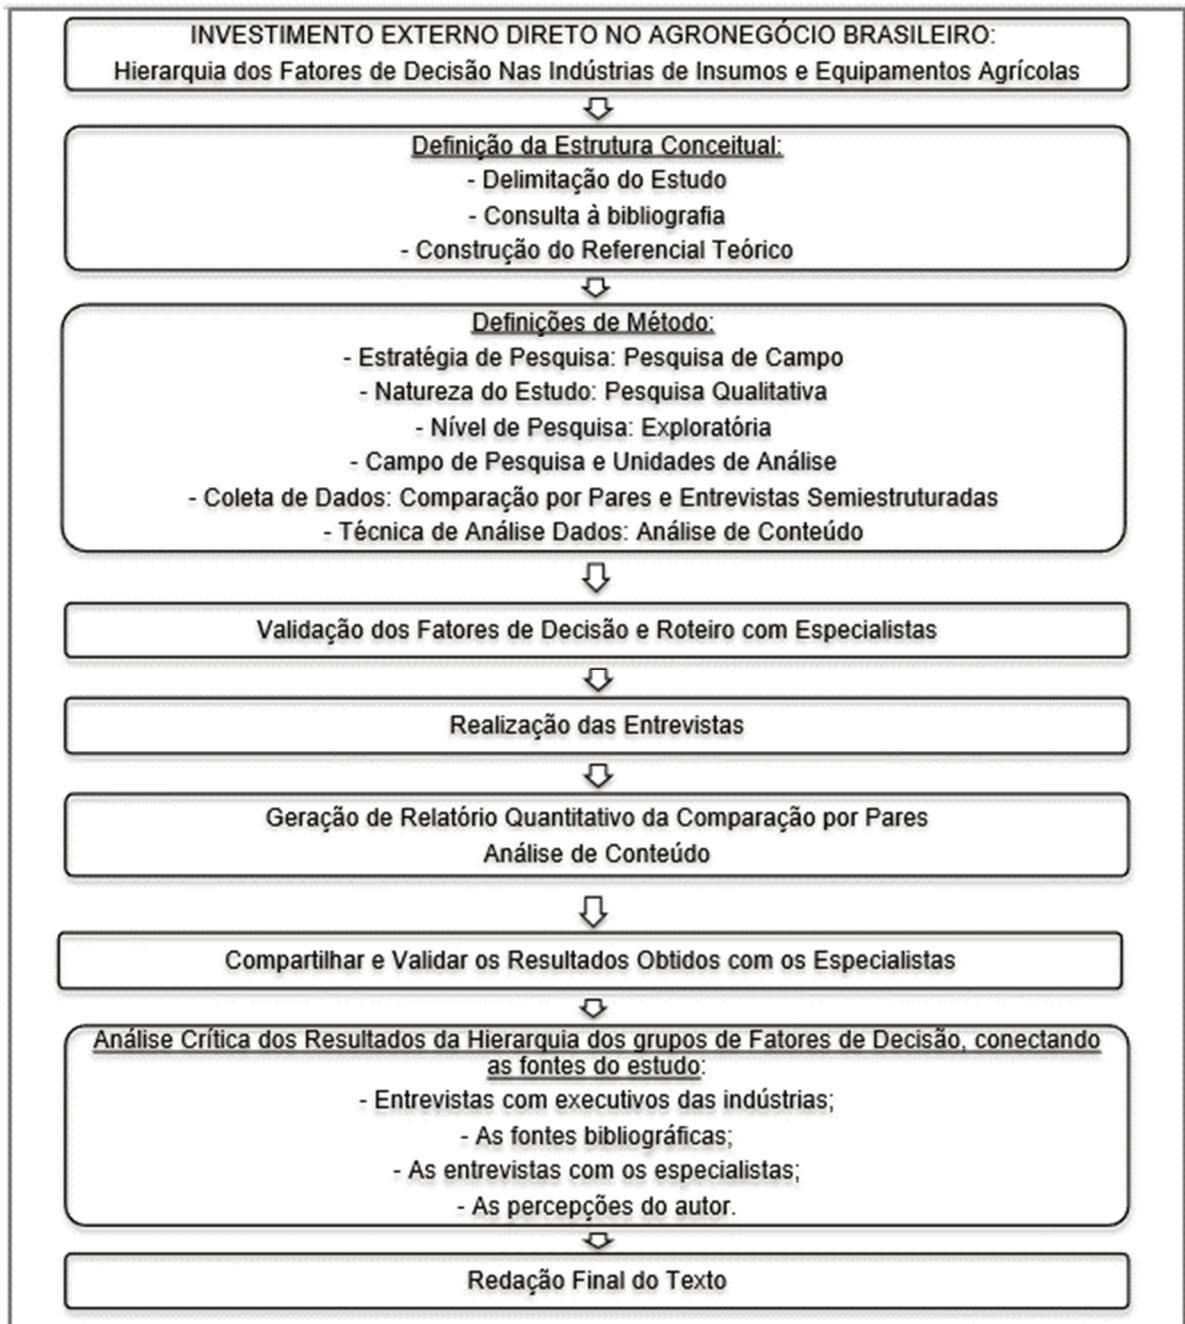 INVESTIMENTO EXTERNO DIRETO NO AGRONEGÓCIO BRASILEIRO:
Hierarquia dos Fatores de Decisão Nas Indústrias de Insumos e Equipamentos Agrícolas
Definição da Estrutura Conceitual:
- Delimitação do Estudo
- Consulta à bibliografia
- Construção do Referencial Teórico
Definições de Método:
- Estratégia de Pesquisa: Pesquisa de Campo
- Natureza do Estudo: Pesquisa Qualitativa
- Nível de Pesquisa: Exploratória
- Campo de Pesquisa e Unidades de Análise
- Coleta de Dados: Comparação por Pares e Entrevistas Semiestruturadas
- Técnica de Análise Dados: Análise de Conteúdo
Validação dos Fatores de Decisão e Roteiro com Especialistas
Realização das Entrevistas
Geração de Relatório Quantitativo da Comparação por Pares
Análise de Conteúdo
Compartilhar e Validar os Resultados Obtidos com os Especialistas
Análise Crítica dos Resultados da Hierarquia dos grupos de Fatores de Decisão, conectando
as fontes do estudo:
- Entrevistas com executivos das indústrias;
- As fontes bibliográficas;
- As entrevistas com os especialistas;
- As percepções do autor.
Redação Final do Texto